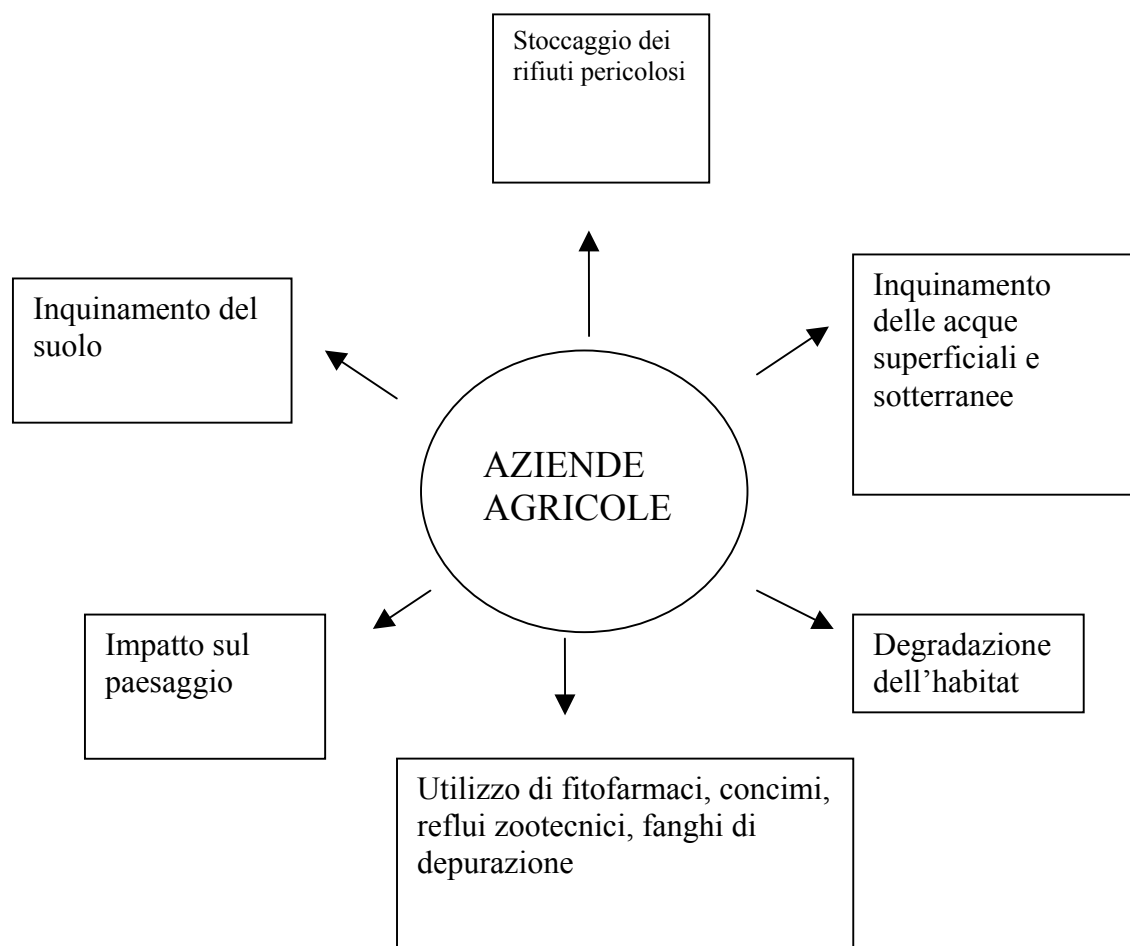 Stoccaggio dei
rifiuti pericolosi
Inquinamento del
suolo
Inquinamento
delle acque
superficiali e
sotterranee
AZIENDE
AGRICOLE
Impatto sul
paesaggio
Degradazione
dell’habitat
Utilizzo di fitofarmaci, concimi,
reflui zootecnici, fanghi di
depurazione